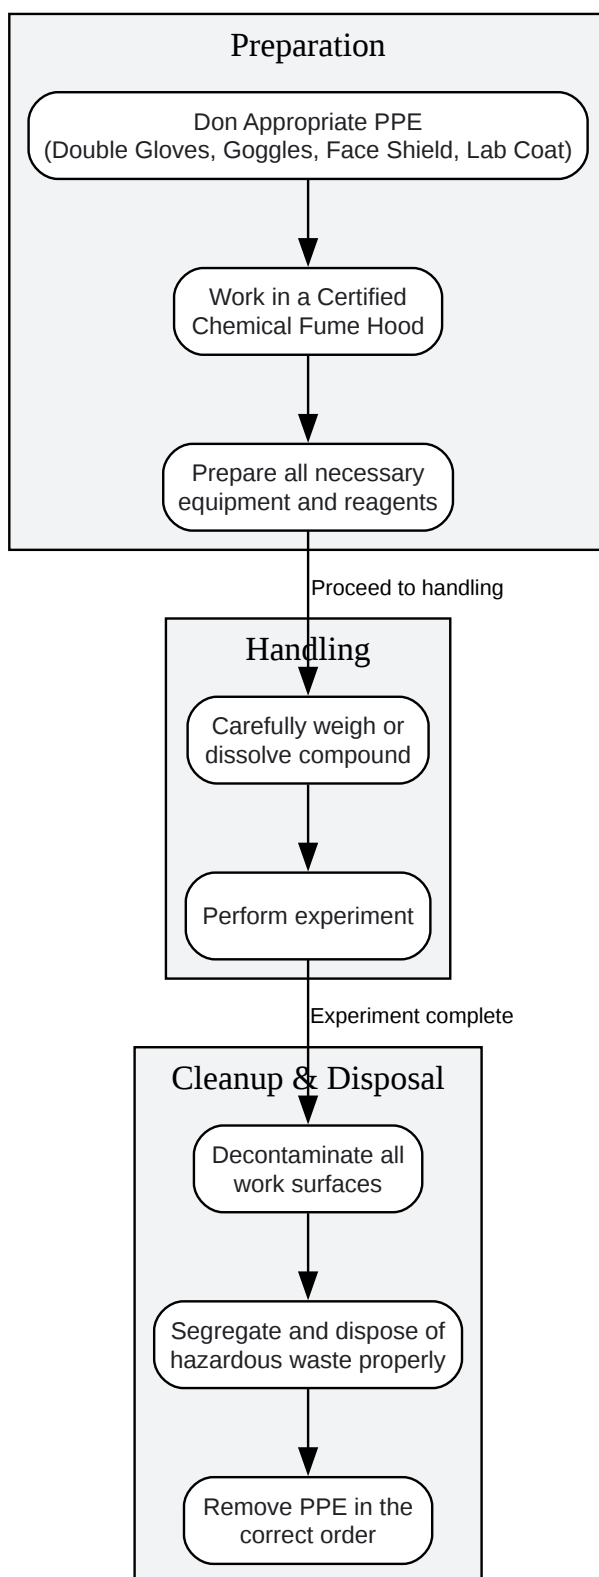 Preparation
Don Appropriate PPE
(Double Gloves, Goggles, Face Shield, Lab Coat)
Work in a Certified
Chemical Fume Hood
Prepare all necessary
equipment and reagents
Proceed to handling
Handling
Carefully weigh or
dissolve compound
Perform experiment
Experiment complete
Cleanup & Disposal
Decontaminate all
work surfaces
Segregate and dispose of
hazardous waste properly
Remove PPE in the
correct order